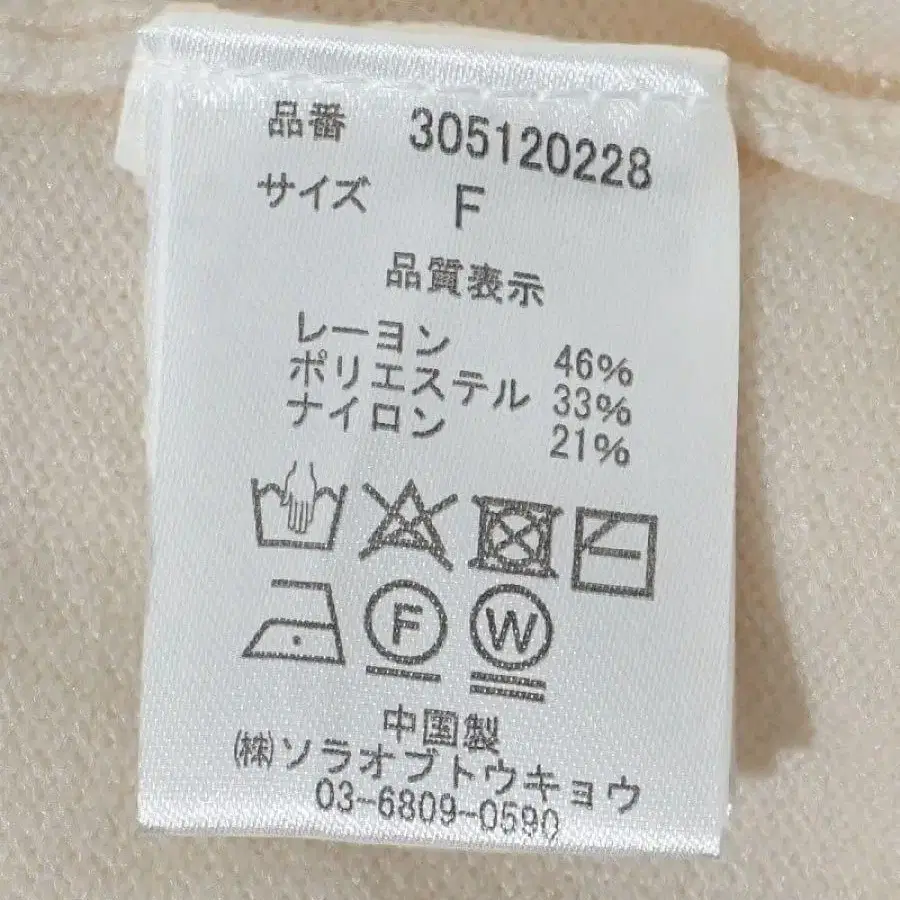 品番 305120228
サイズ F
品質表示
レーヨン 46%
ポリエステル 33%
ナイロン 21%
F W
中国製
(株)ソラオブトウキョウ
03-6809-0590